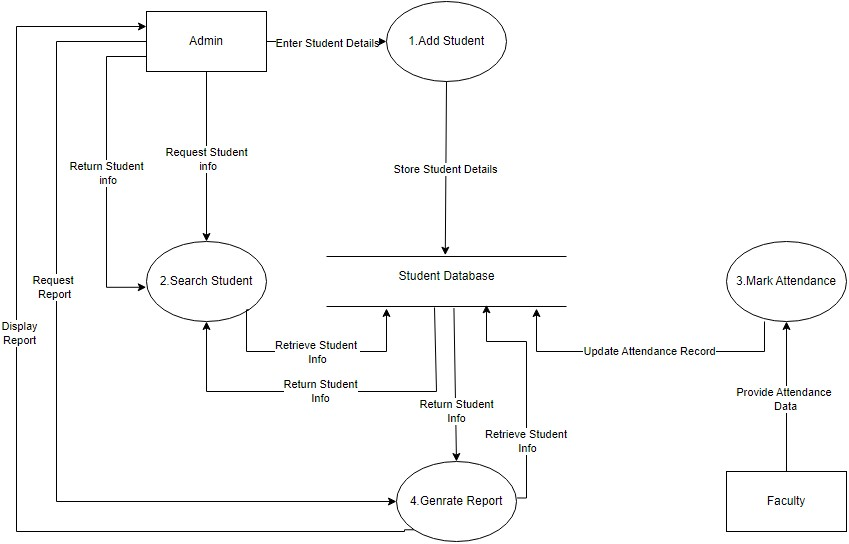 Admin
Enter Student Details
1.Add Student
Return Student
info
Request Student
info
Store Student Details
2.Search Student
Student Database
3.Mark Attendance
Request
Report
Display
Report
Retrieve Student
Info
Update Attendance Record
Return Student
Info
Return Student
Info
Provide Attendance
Data
Retrieve Student
Info
4.Genrate Report
Faculty